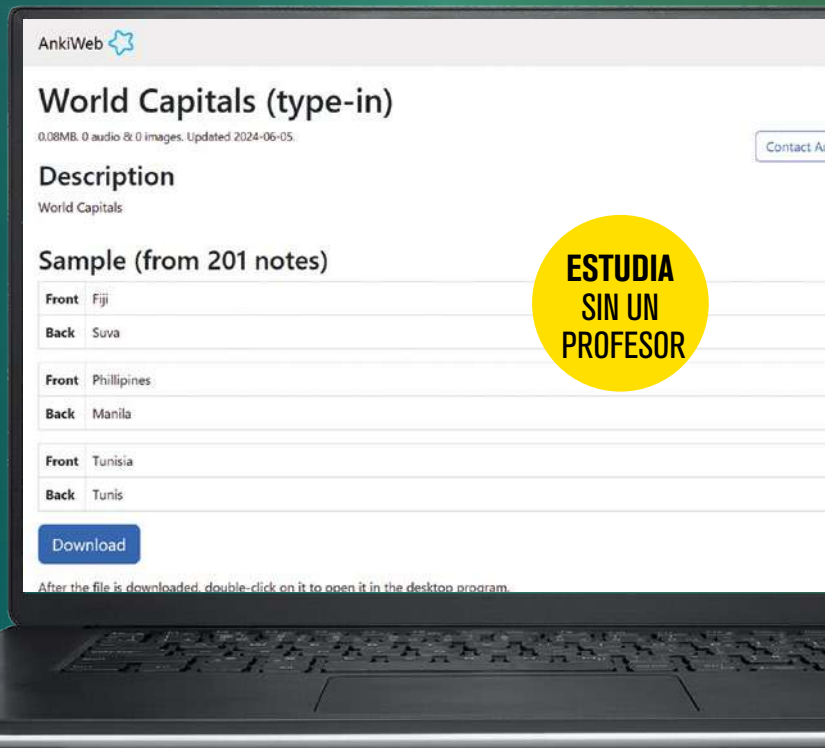 AnkiWeb
World Capitals (type-in)
0.08MB. 0 audio & 0 images. Updated 2024-06-05.
Contact
Description
World Capitals
Sample (from 201 notes)
Front Fiji
Back Suva
Front Phillipines
Back Manila
Front Tunisia
Back Tunis
Download
After the file is downloaded, double-click on it to open it in the desktop program.
ESTUDIA
SIN UN
PROFESOR